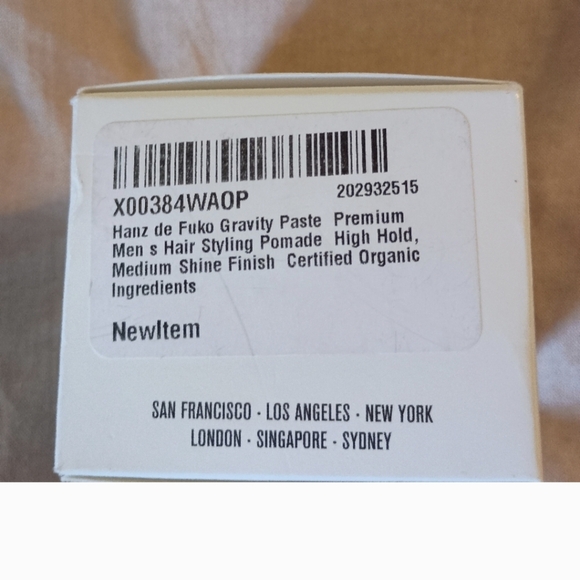 X00384WAOP
202932515
Hanz de Fuko Gravity Paste  Premium
Men s Hair Styling Pomade  High Hold,
Medium Shine Finish  Certified Organic
Ingredients
NewItem
SAN FRANCISCO · LOS ANGELES · NEW YORK
LONDON · SINGAPORE · SYDNEY